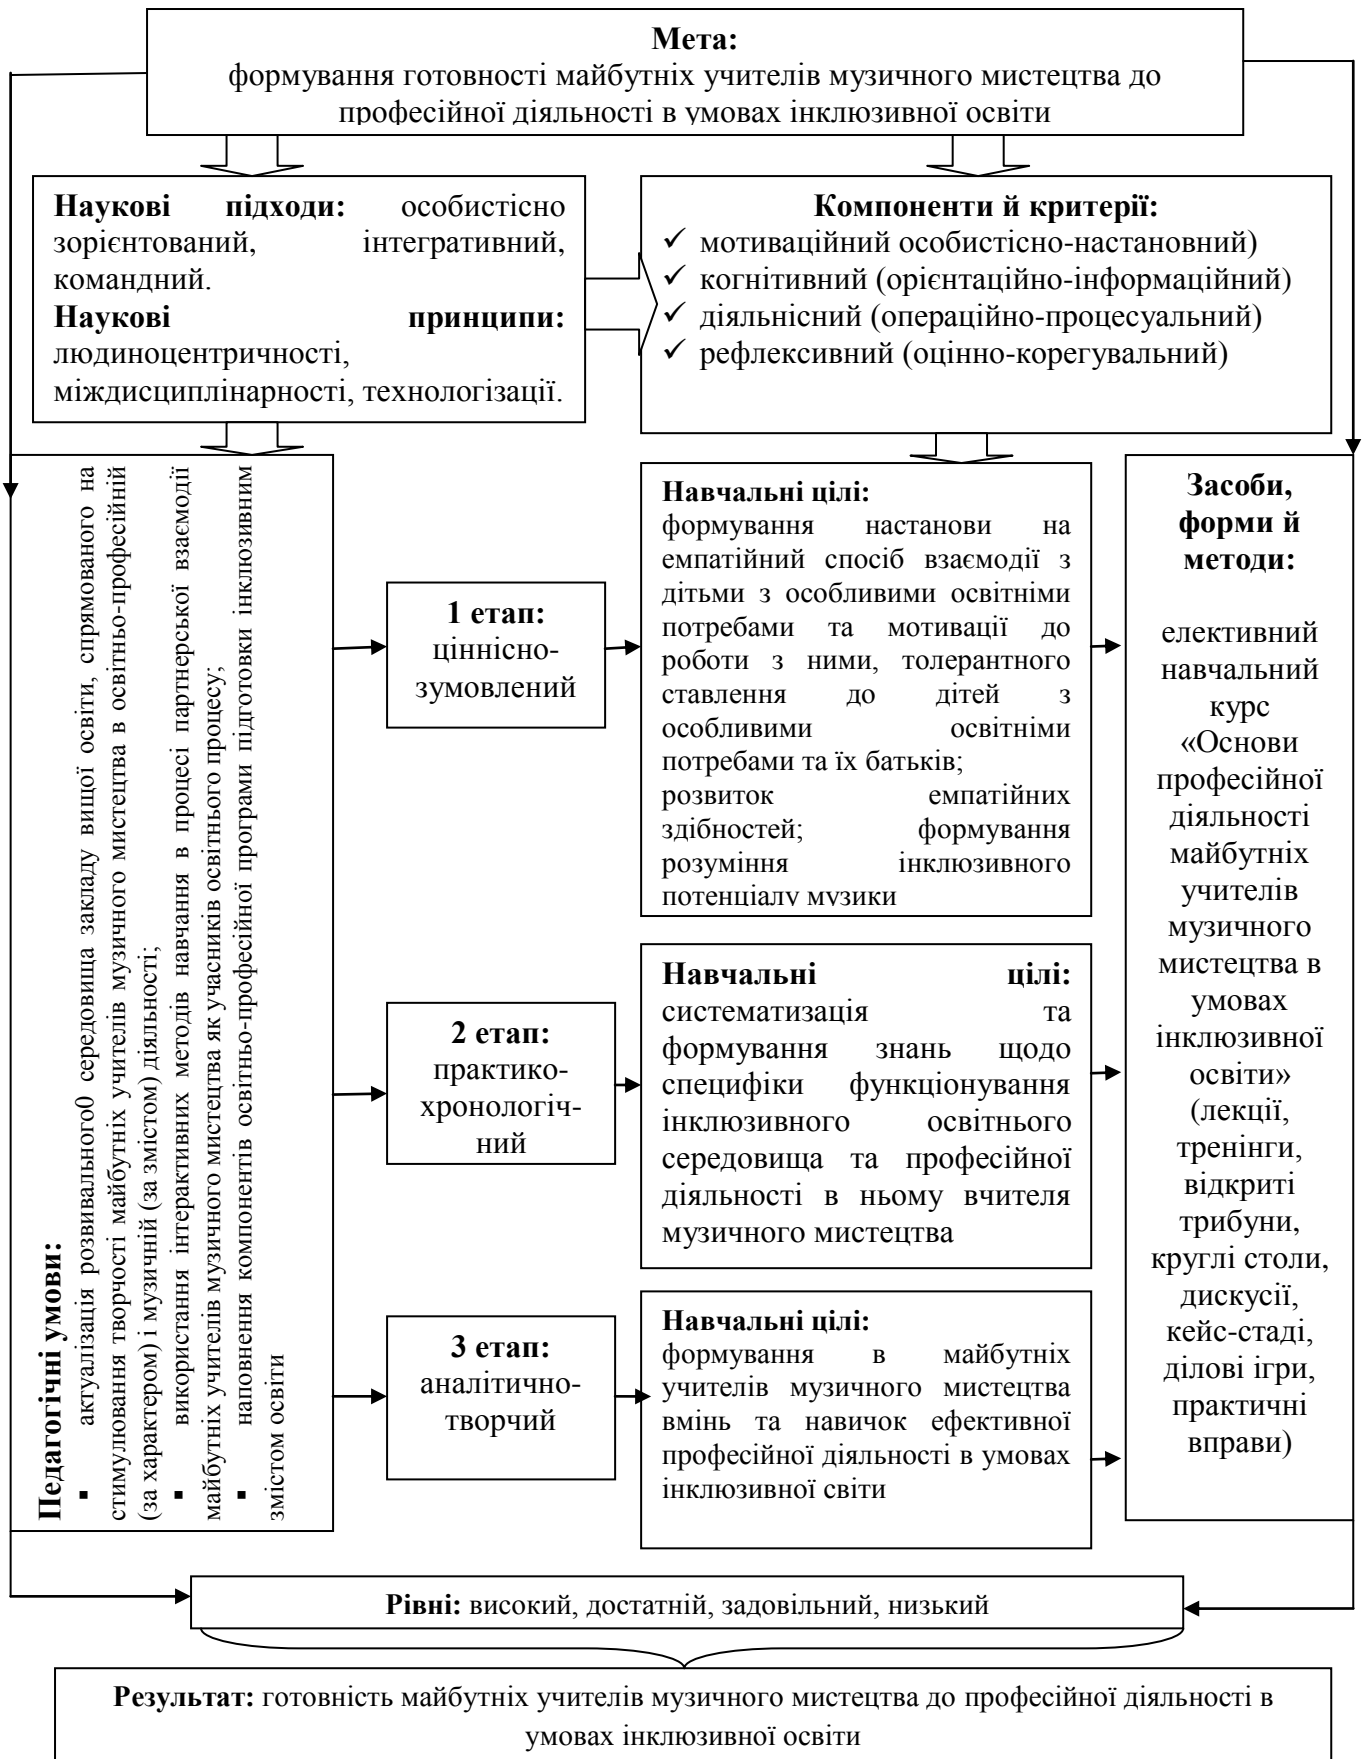 Мета:
формування готовності майбутніх учителів музичного мистецтва до
професійної діяльності в умовах інклюзивної освіти
Наукові підходи: особистісно
зорієнтований, інтегративний,
командний.
Наукові принципи:
людиноцентричності,
міждисциплінарності, технологізації.
Компоненти й критерії:
✓ мотиваційний особистісно-настановний)
✓ когнітивний (орієнтаційно-інформаційний)
✓ діяльнісний (операційно-процесуальний)
✓ рефлексивний (оцінно-корегувальний)
Педагогічні умови:
▪ актуалізація розвивального0 середовища закладу вищої освіти, спрямованого на
стимулювання творчості майбутніх учителів музичного мистецтва в освітньо-професійній
(за характером) і музичній (за змістом) діяльності;
▪ використання інтерактивних методів навчання в процесі партнерської взаємодії
майбутніх учителів музичного мистецтва як учасників освітнього процесу;
▪ наповнення компонентів освітньо-професійної програми підготовки інклюзивним
змістом освіти
1 етап:
ціннісно-
зумовлений
Навчальні цілі:
формування настанови на
емпатійний спосіб взаємодії з
дітьми з особливими освітніми
потребами та мотивації до
роботи з ними, толерантного
ставлення до дітей з
особливими освітніми
потребами та їх батьків;
розвиток емпатійних
здібностей; формування
розуміння інклюзивного
потенціалу музики
2 етап:
практико-
хронологіч-
ний
Навчальні цілі:
систематизація та
формування знань щодо
специфіки функціонування
інклюзивного освітнього
середовища та професійної
діяльності в ньому вчителя
музичного мистецтва
3 етап:
аналітично-
творчий
Навчальні цілі:
формування в майбутніх
учителів музичного мистецтва
вмінь та навичок ефективної
професійної діяльності в умовах
інклюзивної світи
Засоби,
форми й
методи:
елективний
навчальний
курс
«Основи
професійної
діяльності
майбутніх
учителів
музичного
мистецтва в
умовах
інклюзивної
освіти»
(лекції,
тренінги,
відкриті
трибуни,
круглі столи,
дискусії,
кейс-стаді,
ділові ігри,
практичні
вправи)
Рівні: високий, достатній, задовільний, низький
Результат: готовність майбутніх учителів музичного мистецтва до професійної діяльності в
умовах інклюзивної освіти